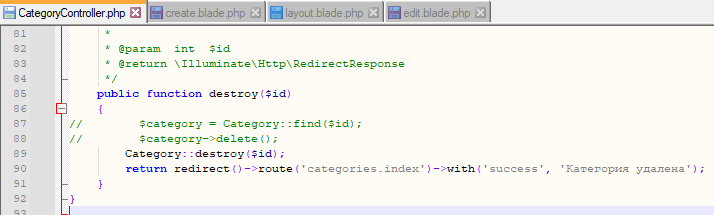 CategoryController.php create.blade.php layout.blade.php edit.blade.php
81 *
82 * @param  int  $id
83 * @return \Illuminate\Http\RedirectResponse
84 */
85 public function destroy($id)
86 {
87 // $category = Category::find($id);
88 // $category->delete();
89 Category::destroy($id);
90 return redirect()->route('categories.index')->with('success', 'Категория удалена');
91 }
92 }
93